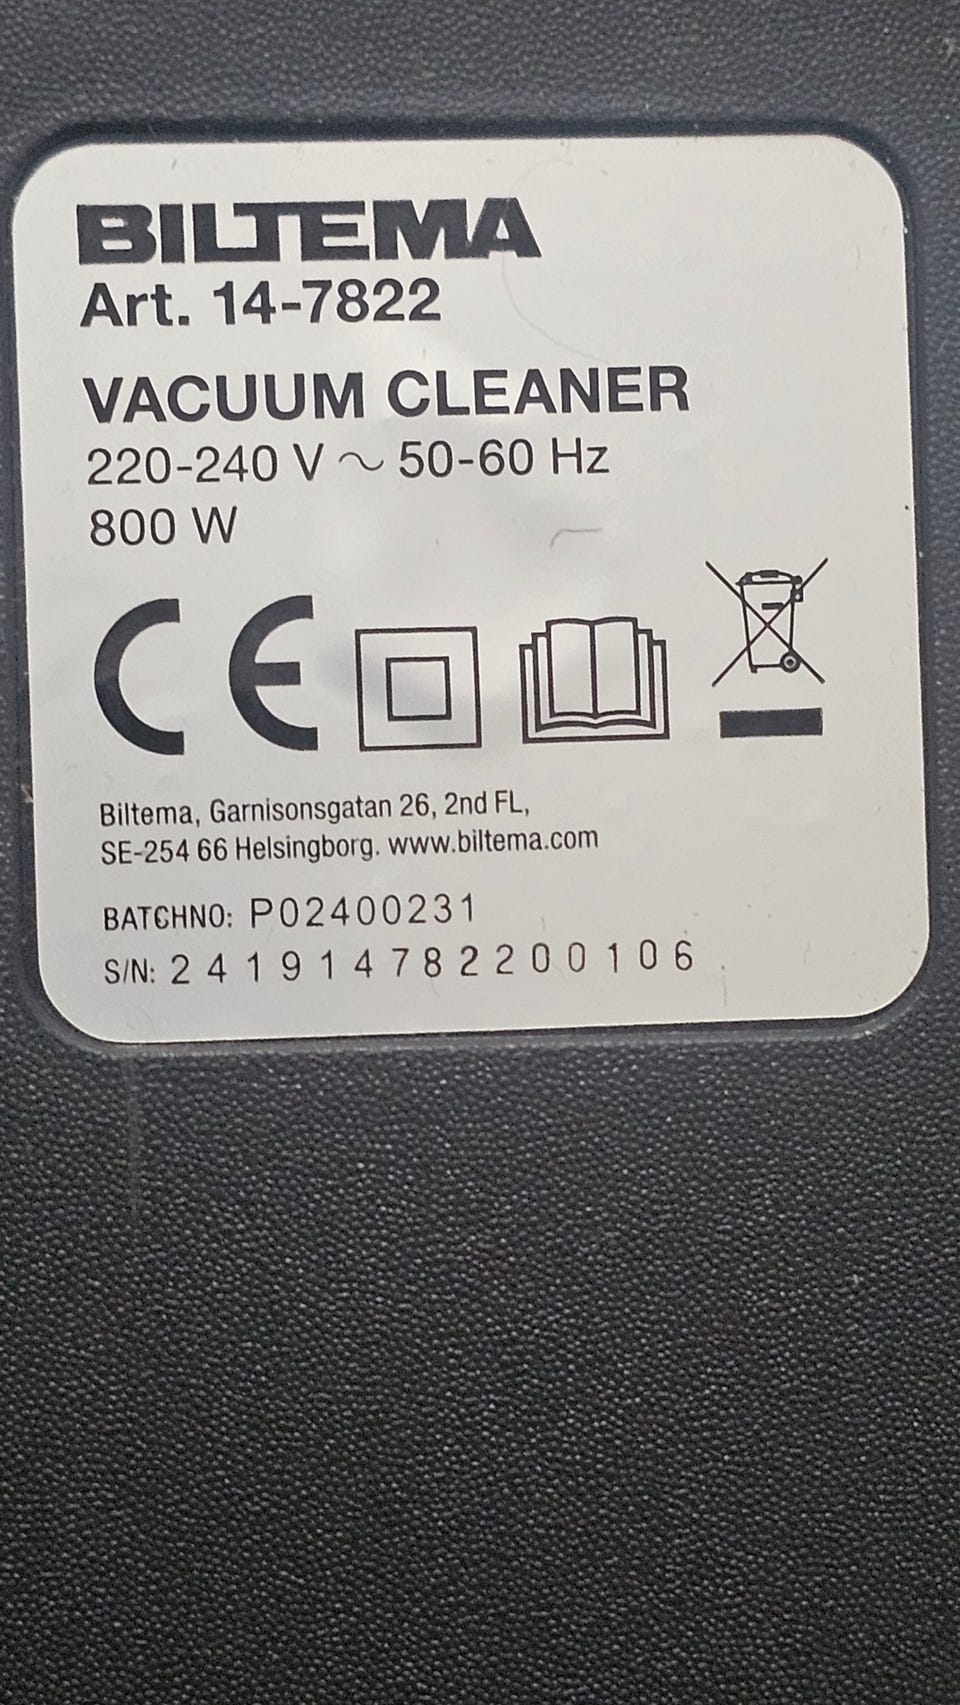 BILTEMA
Art. 14-7822
VACUUM CLEANER
220-240 V ~ 50-60 Hz
800 W
CE
Biltema, Garnisonsgatan 26, 2nd FL,
SE-254 66 Helsingborg. www.biltema.com
BATCHNO: P02400231
S/N: 241914782200106